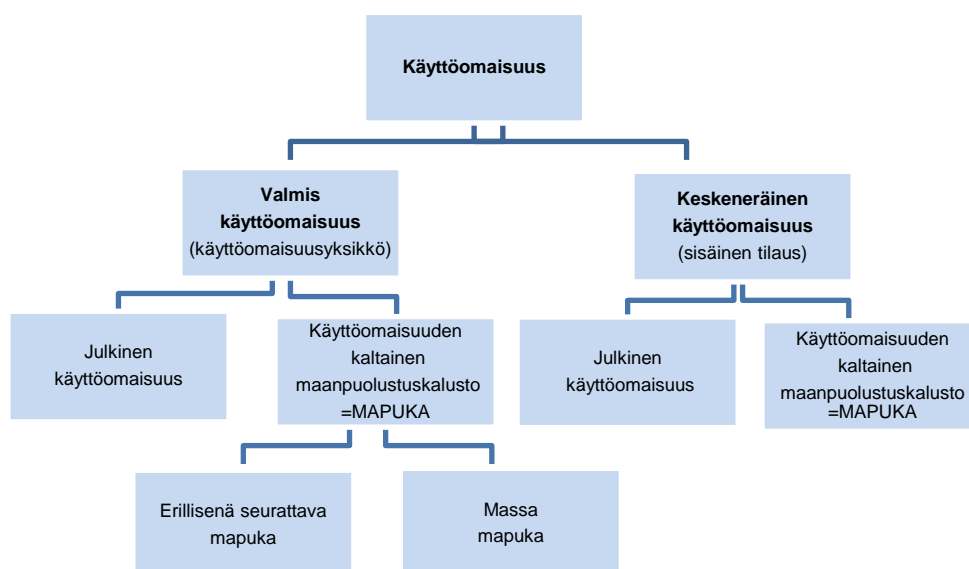 Käyttöomaisuus
Valmis
käyttöomaisuus
(käyttöomaisuusyksikkö)
Keskeneräinen
käyttöomaisuus
(sisäinen tilaus)
Julkinen
käyttöomaisuus
Käyttöomaisuuden
kaltainen
maanpuolustuskalusto
=MAPUKA
Julkinen
käyttöomaisuus
Käyttöomaisuuden
kaltainen
maanpuolustuskalusto
=MAPUKA
Erillisenä seurattava
mapuka
Massa
mapuka